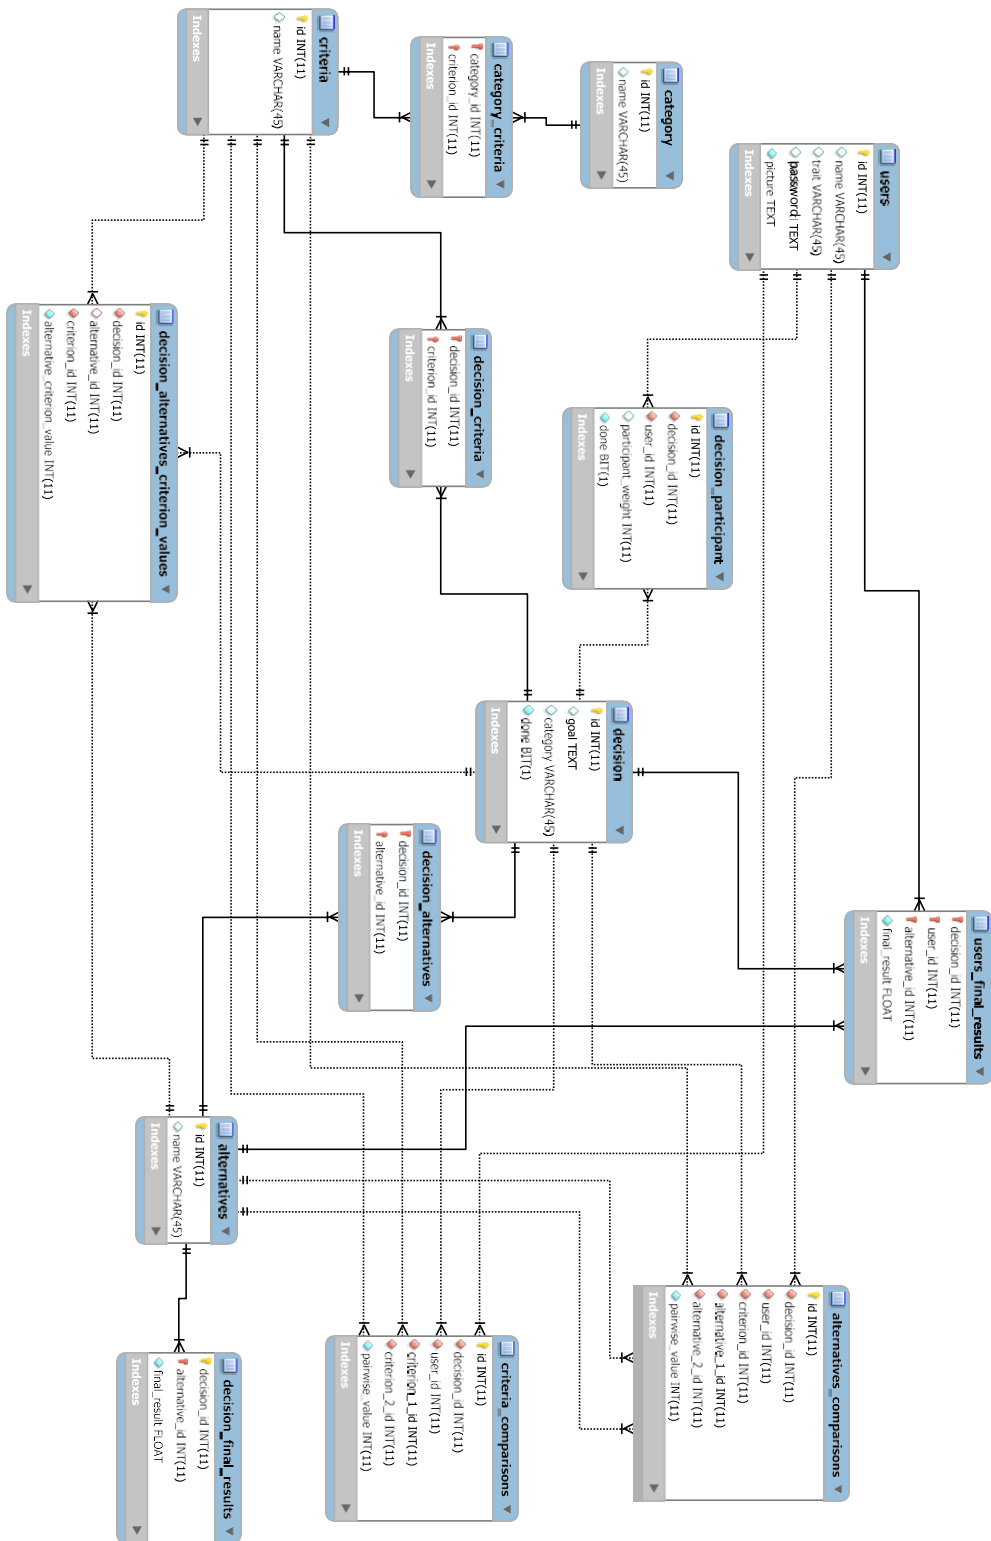 users
id INT(11)
name VARCHAR(45)
trait VARCHAR(45)
password TEXT
picture TEXT
Indexes
category
id INT(11)
name VARCHAR(45)
Indexes
category_criteria
category_id INT(11)
criterion_id INT(11)
Indexes
criteria
id INT(11)
name VARCHAR(45)
Indexes
decision_participant
id INT(11)
decision_id INT(11)
user_id INT(11)
participant_weight INT(11)
done BIT(1)
Indexes
decision_criteria
decision_id INT(11)
criterion_id INT(11)
Indexes
decision_alternatives_criterion_values
id INT(11)
decision_id INT(11)
alternative_id INT(11)
criterion_id INT(11)
alternative_criterion_value INT(11)
Indexes
decision
id INT(11)
goal TEXT
category VARCHAR(45)
done BIT(1)
Indexes
decision_alternatives
decision_id INT(11)
alternative_id INT(11)
Indexes
users_final_results
decision_id INT(11)
user_id INT(11)
alternative_id INT(11)
final_result FLOAT
Indexes
alternatives
id INT(11)
name VARCHAR(45)
Indexes
alternatives_comparisons
id INT(11)
decision_id INT(11)
user_id INT(11)
criterion_id INT(11)
alternative_1_id INT(11)
alternative_2_id INT(11)
pairwise_value INT(11)
Indexes
criteria_comparisons
id INT(11)
decision_id INT(11)
user_id INT(11)
criterion_1_id INT(11)
criterion_2_id INT(11)
pairwise_value INT(11)
Indexes
decision_final_results
decision_id INT(11)
alternative_id INT(11)
final_result FLOAT
Indexes